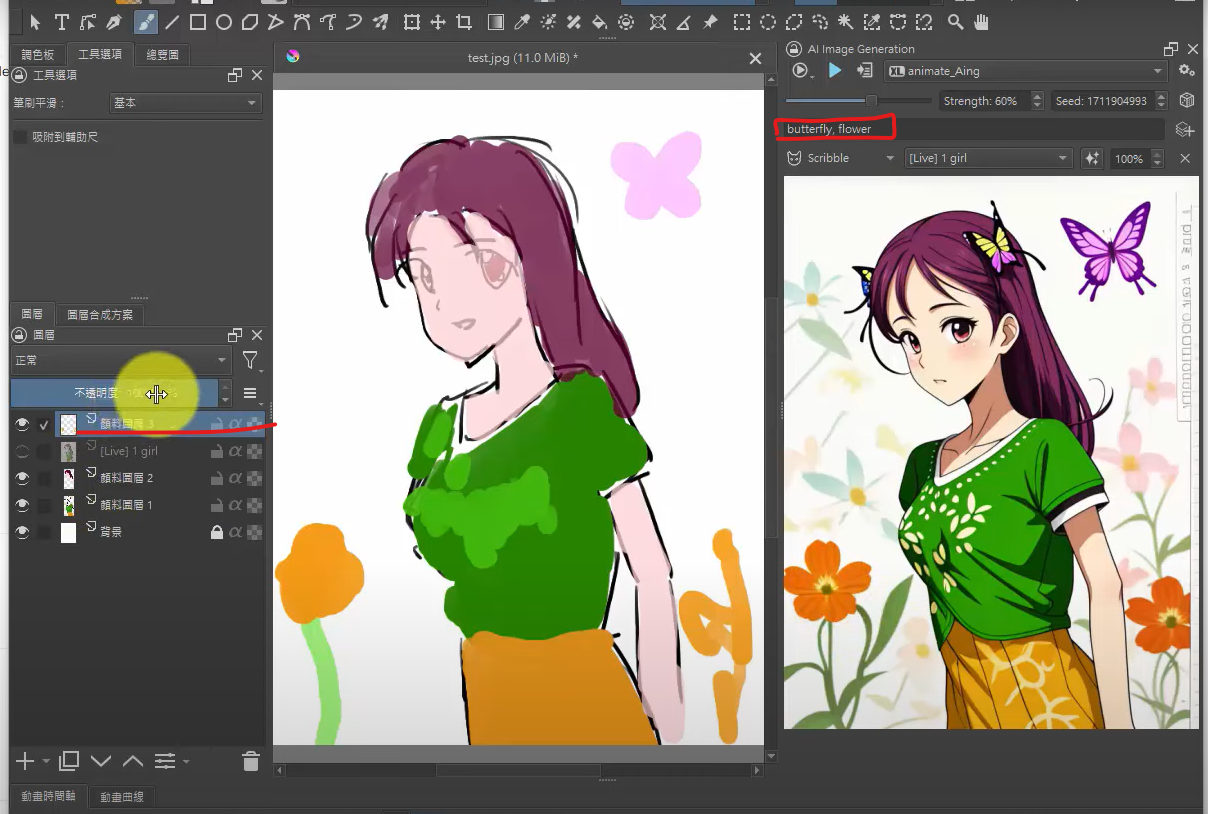 調色板
工具選項
總覽圖
工具選項
筆刷平滑：
基本
吸附到輔助尺
圖層
圖層合成方案
圖層
正常
不透明度
顏料圖層 3
[Live] 1 girl
顏料圖層 2
顏料圖層 1
背景
動畫時間軸
動畫曲線
test.jpg (11.0 MiB) *
AI Image Generation
XL animate_Aing
Strength: 60%
Seed: 1711904993
butterfly, flower
Scribble
[Live] 1 girl
100%